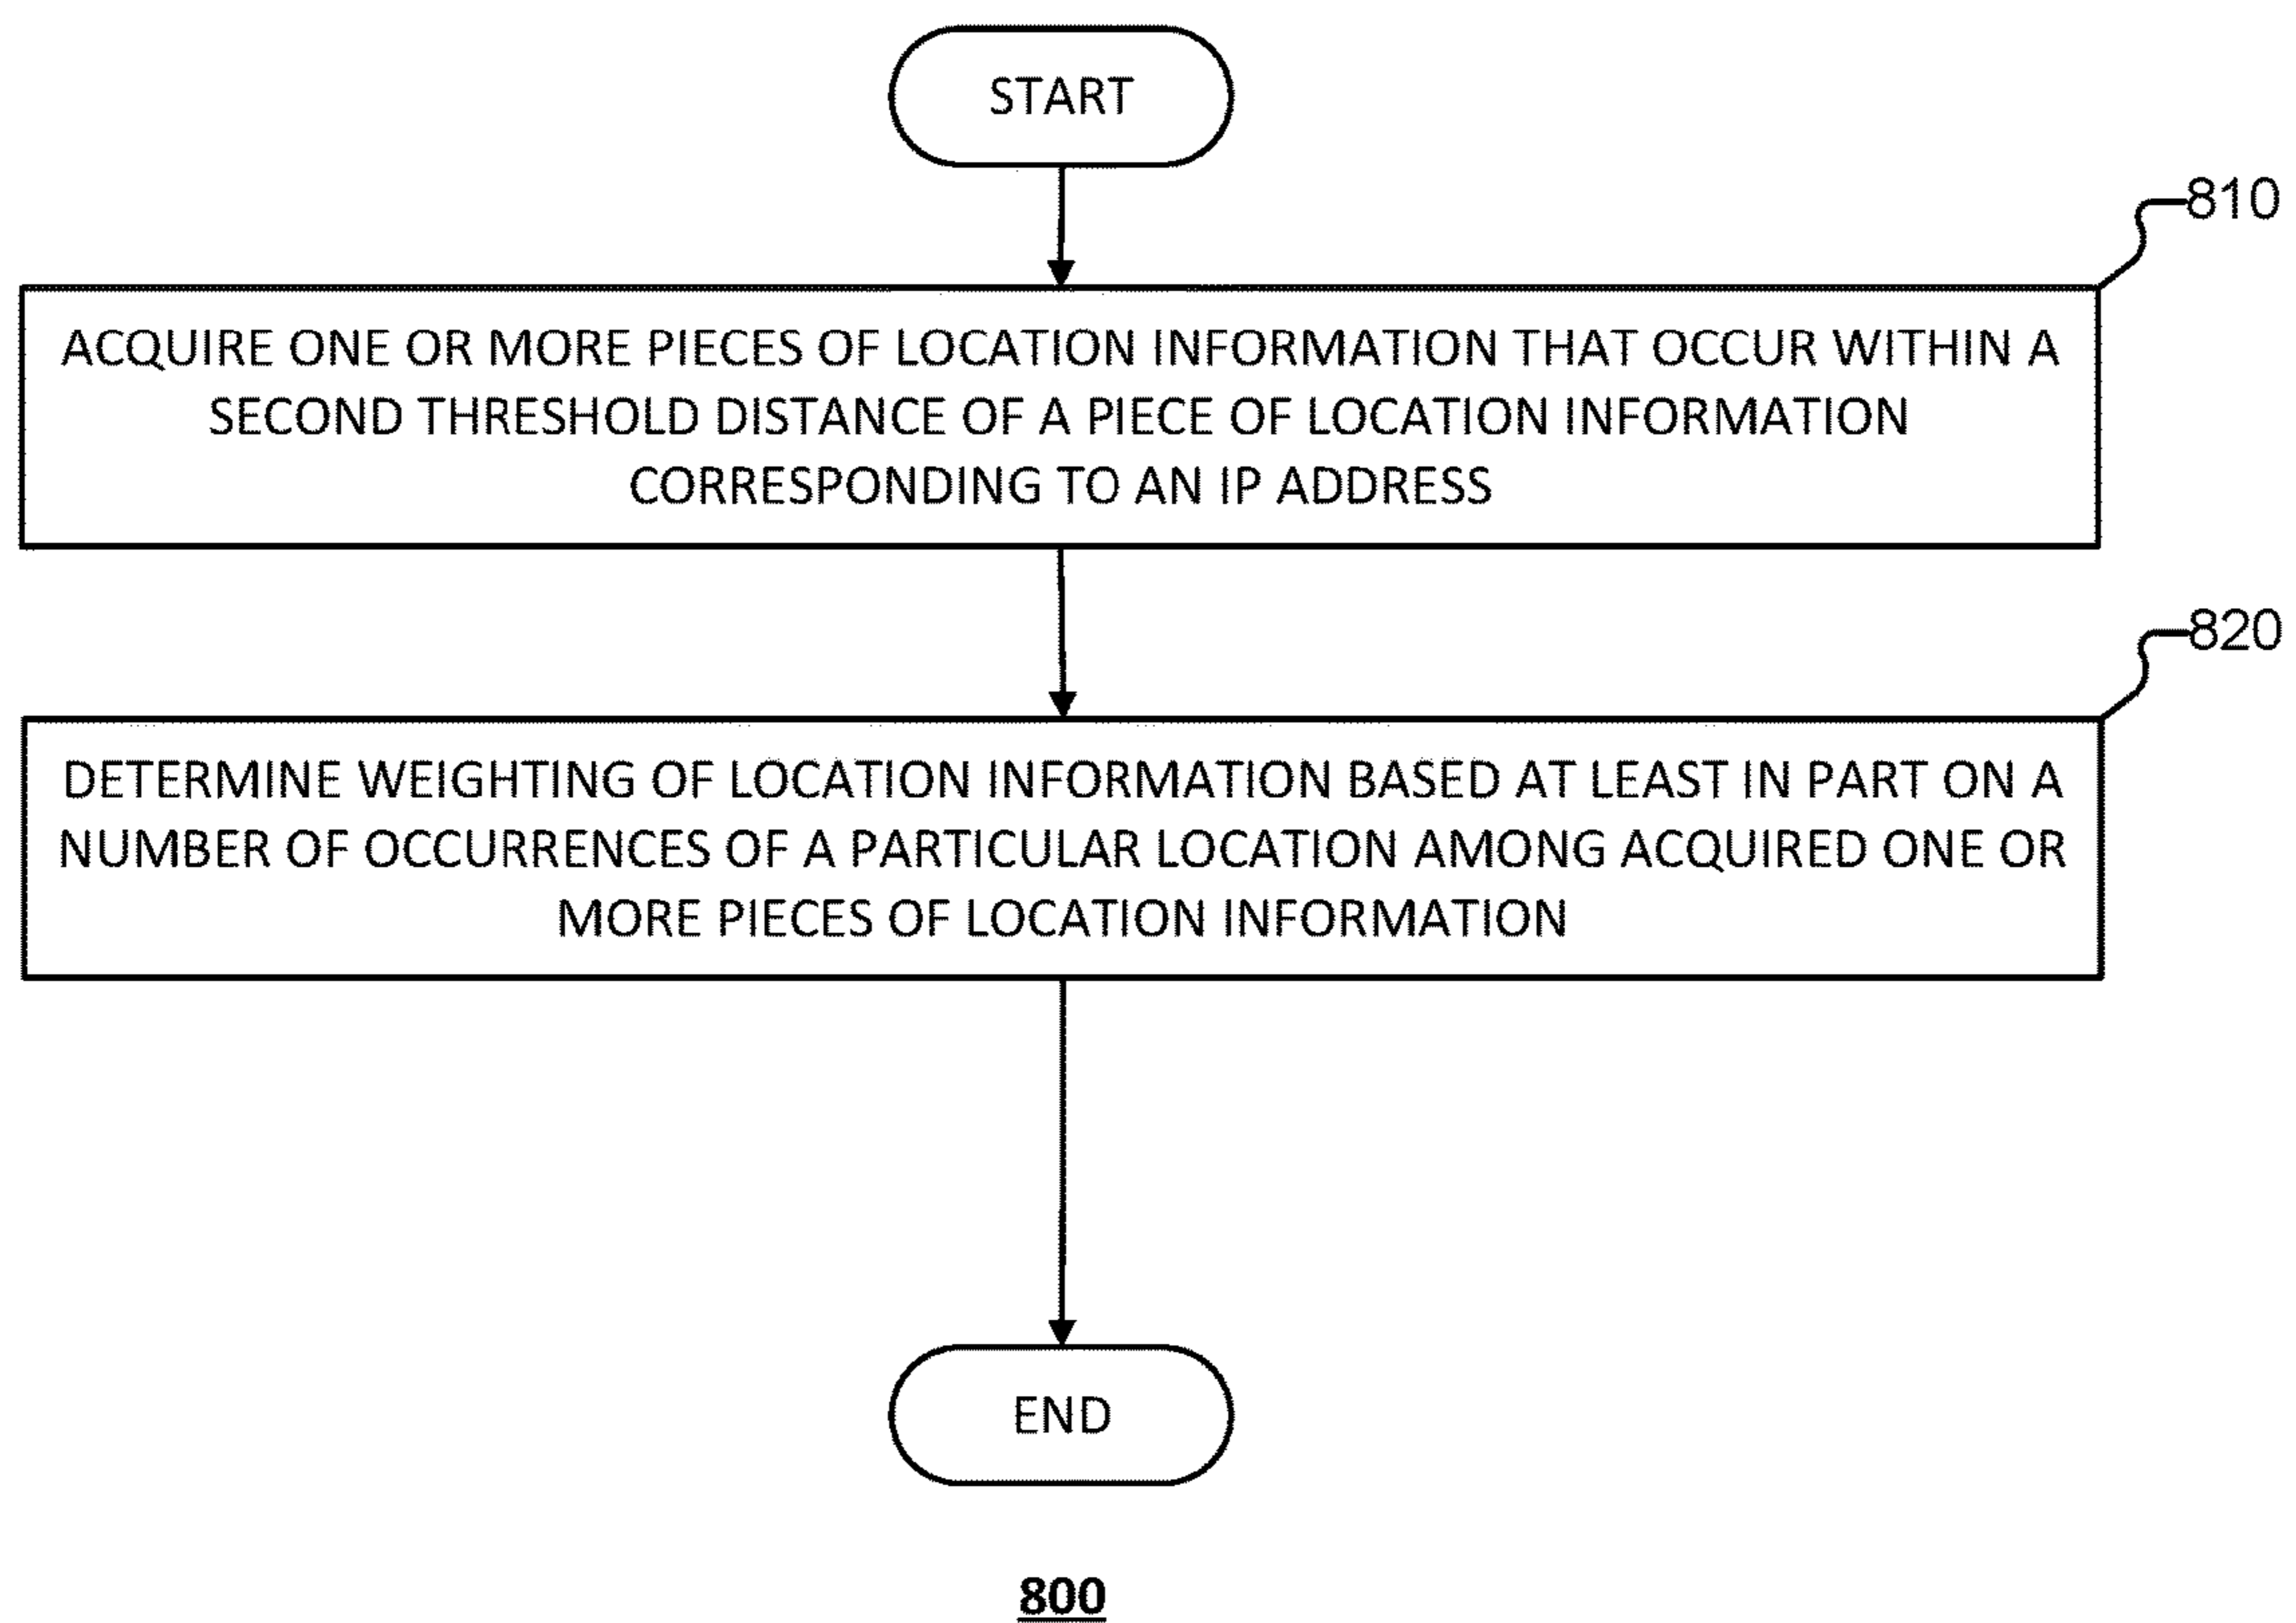 START
810
ACQUIRE ONE OR MORE PIECES OF LOCATION INFORMATION THAT OCCUR WITHIN A
SECOND THRESHOLD DISTANCE OF A PIECE OF LOCATION INFORMATION
CORRESPONDING TO AN IP ADDRESS
820
DETERMINE WEIGHTING OF LOCATION INFORMATION BASED AT LEAST IN PART ON A
NUMBER OF OCCURRENCES OF A PARTICULAR LOCATION AMONG ACQUIRED ONE OR
MORE PIECES OF LOCATION INFORMATION
END
800